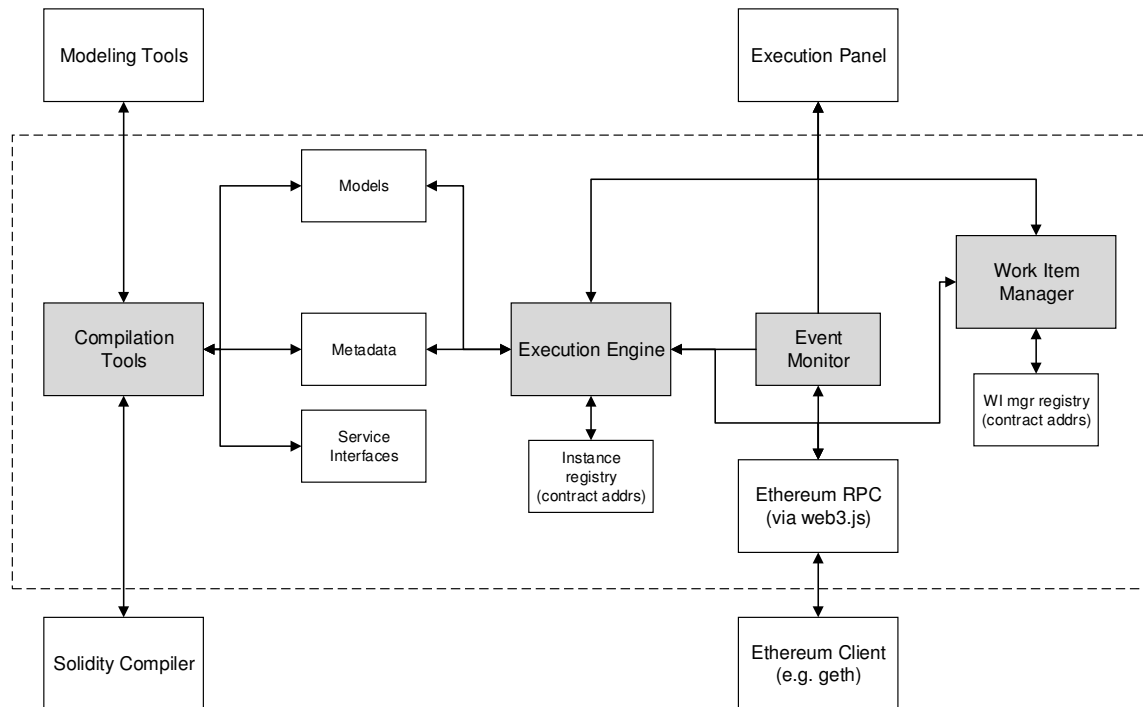 Modeling Tools
Execution Panel
Models
Work Item
Manager
Compilation
Tools
Metadata
Execution Engine
Event
Monitor
WI mgr registry
(contract addrs)
Service
Interfaces
Instance
registry
(contract addrs)
Ethereum RPC
(via web3.js)
Solidity Compiler
Ethereum Client
(e.g. geth)